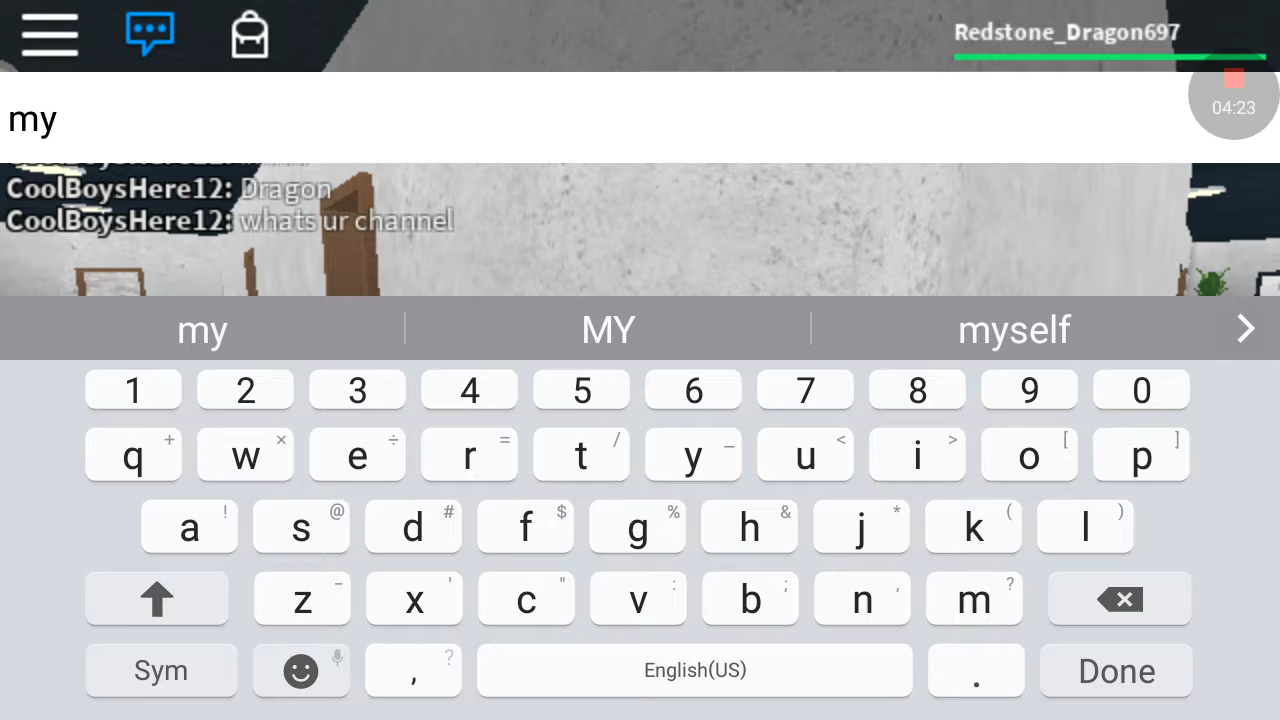 Redstone_Dragon697
04:23
my
CoolBoysHere12: Dragon
CoolBoysHere12: whats ur channel
my MY myself
1 2 3 4 5 6 7 8 9 0
q + w × e ÷ r = t / y _ u < i > o [ p ]
a ! s @ d # f $ g % h & j * k ( l )
z - x ' c " v : b ; n , m ?
Sym , ? English(US) . Done